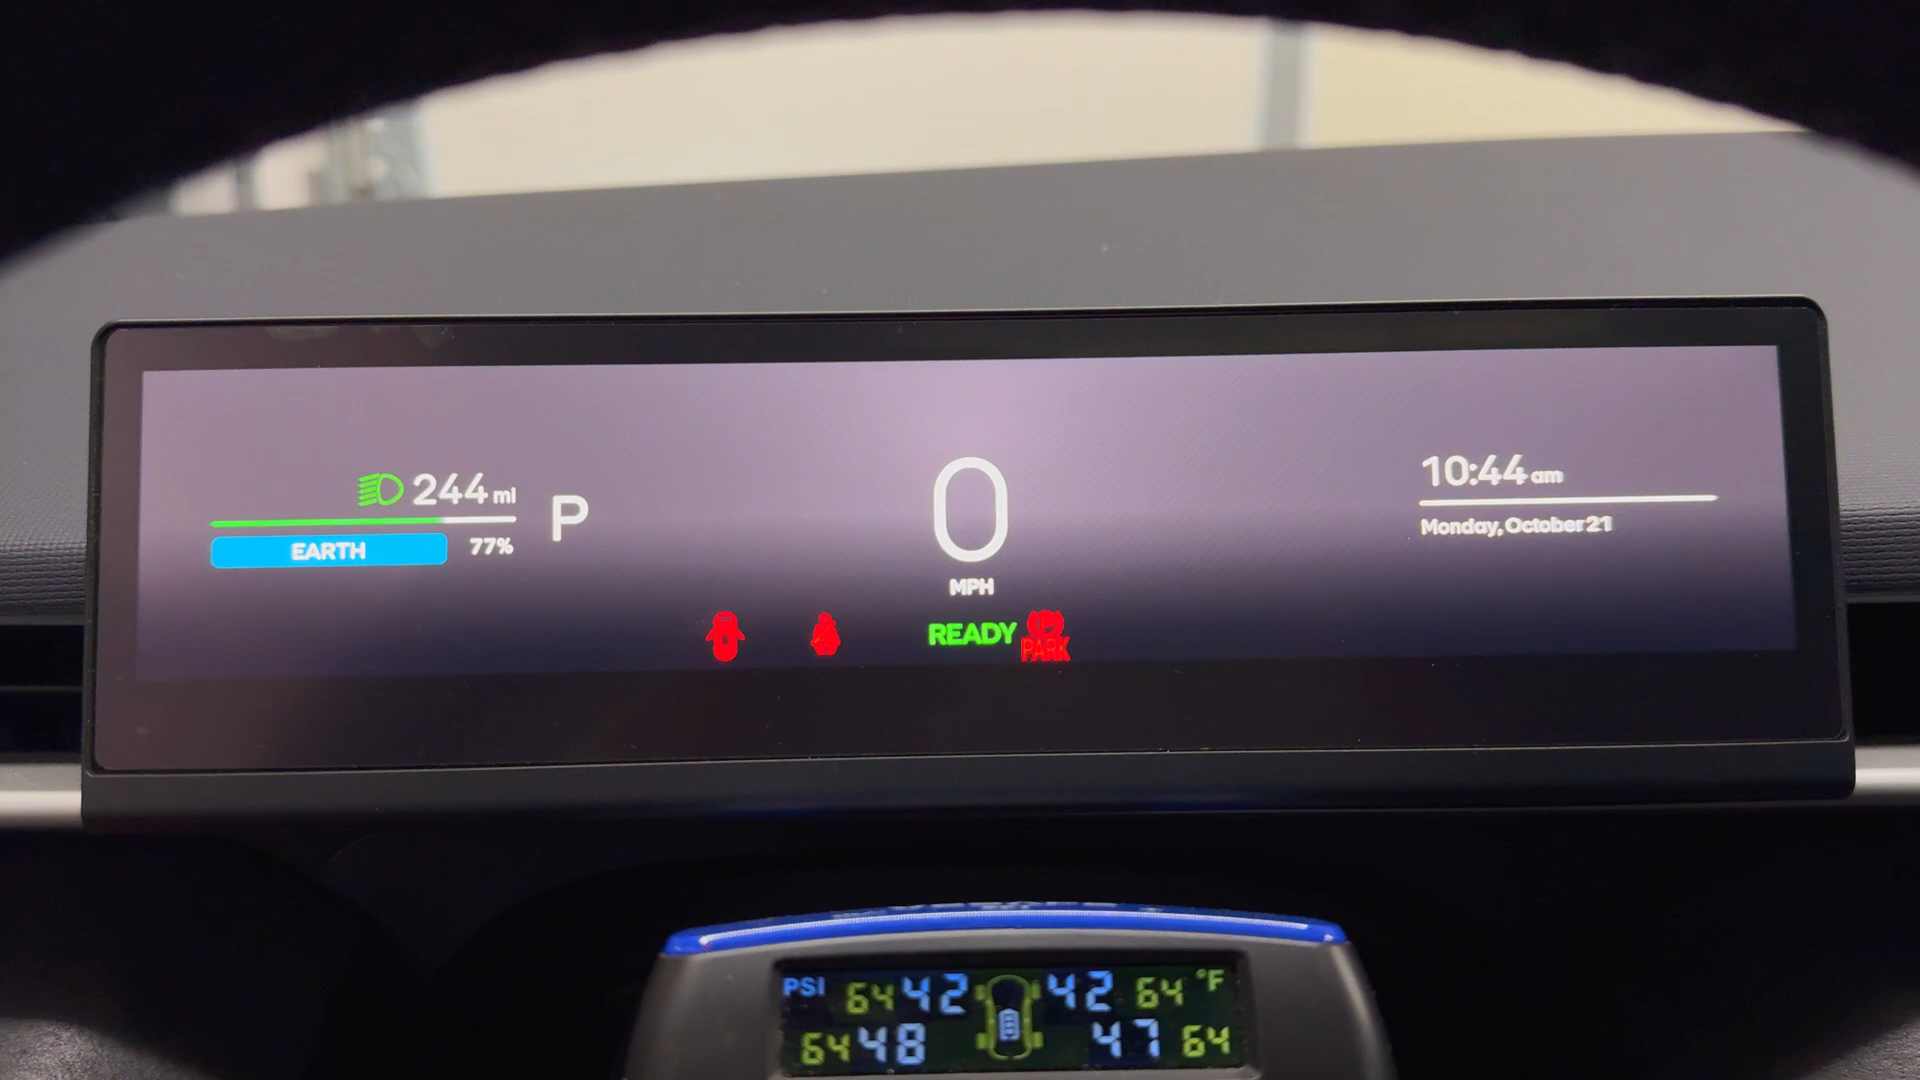 244 mi
P
EARTH
77%
0
MPH
10:44 am
Monday, October 21
READY
PARK
PSI 64 42 42 64 °F
64 48 47 64